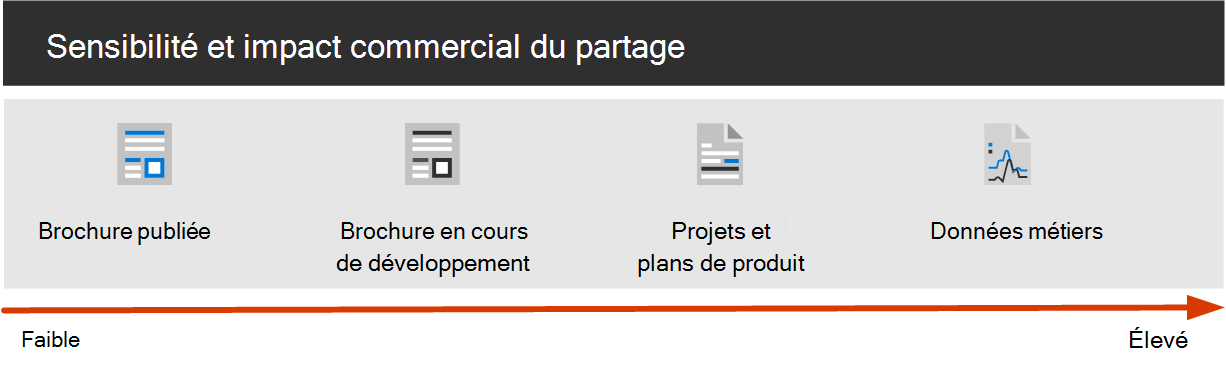 Sensibilité et impact commercial du partage
Brochure publiée
Brochure en cours
de développement
Projets et
plans de produit
Données métiers
Faible
Élevé